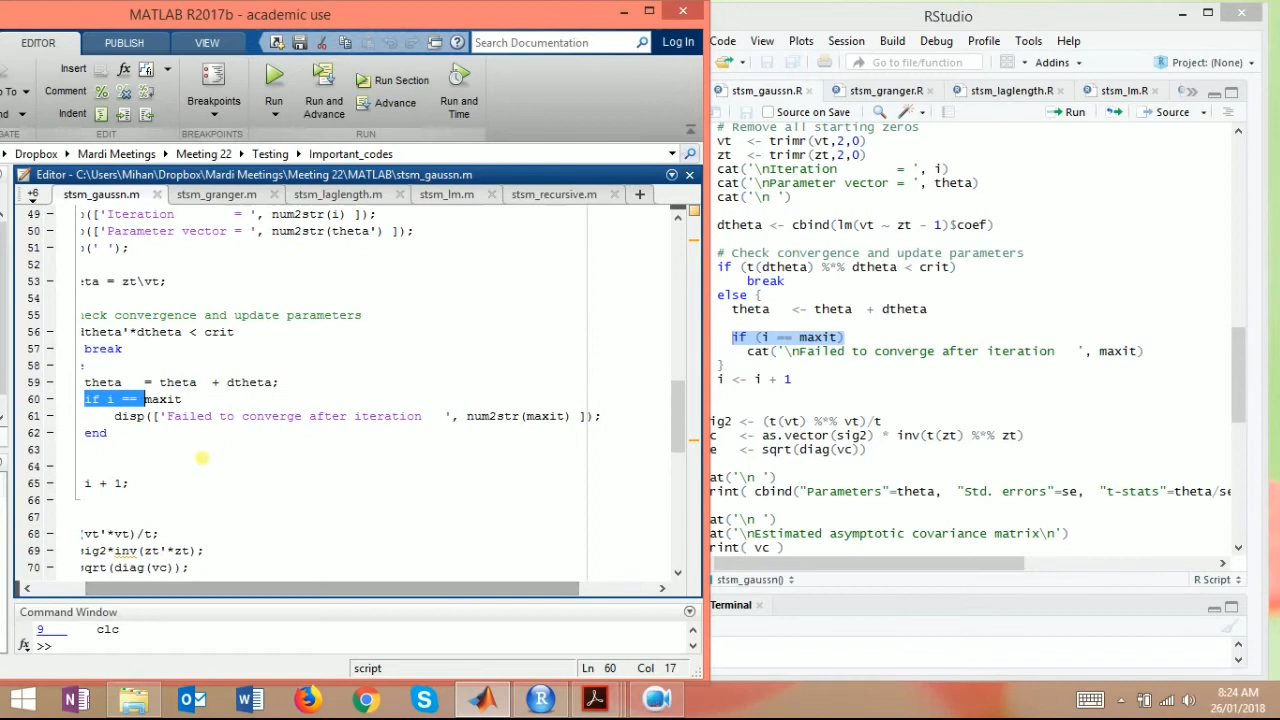 MATLAB R2017b - academic use
EDITOR PUBLISH VIEW
Search Documentation
Log In
Insert
Comment
Indent
Breakpoints
Run
Run and Advance
Run Section
Advance
Run and Time
EDIT
BREAKPOINTS
RUN
Dropbox Mardi Meetings Meeting 22 Testing Important_codes
Editor - C:\Users\Mihan\Dropbox\Mardi Meetings\Meeting 22\MATLAB\stsm_gaussn.m
+6 stsm_gaussn.m stsm_granger.m stsm_laglength.m stsm_lm.m stsm_recursive.m
49 (['Iteration        = ', num2str(i) ]);
50 (['Parameter vector = ', num2str(theta') ]);
51 (' ');
52
53 ta = zt\vt;
54
55 eck convergence and update parameters
56 theta'*dtheta < crit
57 break
58
59 theta   = theta  + dtheta;
60 if i == maxit
61 disp(['Failed to converge after iteration   ', num2str(maxit) ]);
62 end
63
64
65 i + 1;
66
67
68 (vt'*vt)/t;
69 ig2*inv(zt'*zt);
70 qrt(diag(vc));
Command Window
9 clc
fx >>
script
Ln 60 Col 17
RStudio
Code View Plots Session Build Debug Profile Tools Help
Go to file/function
Addins
Project: (None)
stsm_gaussn.R stsm_granger.R stsm_laglength.R stsm_lm.R
Source on Save
Run
Source
# Remove all starting zeros
vt  <- trimr(vt,2,0)
zt  <- trimr(zt,2,0)
cat('\nIteration        = ', i)
cat('\nParameter vector = ', theta)
cat('\n ')
dtheta <- cbind(lm(vt ~ zt - 1)$coef)
# Check convergence and update parameters
if (t(dtheta) %*% dtheta < crit)
break
else {
theta   <- theta  + dtheta
if (i == maxit)
cat('\nFailed to converge after iteration   ', maxit)
}
i <- i + 1
ig2 <- (t(vt) %*% vt)/t
c   <- as.vector(sig2) * inv(t(zt) %*% zt)
e   <- sqrt(diag(vc))
at('\n ')
rint( cbind("Parameters"=theta,  "Std. errors"=se,  "t-stats"=theta/se
at('\n ')
at('\nEstimated asymptotic covariance matrix\n')
rint( vc )
stsm_gaussn()
R Script
Terminal
8:24 AM
26/01/2018